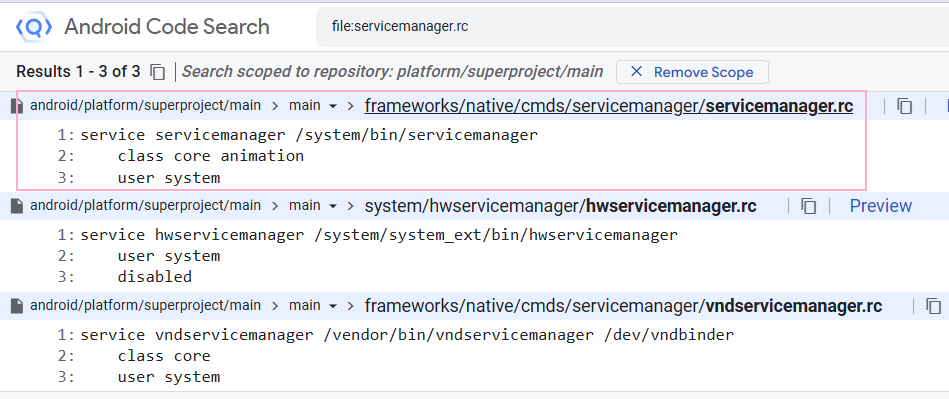 Android Code Search
file:servicemanager.rc
Results 1 - 3 of 3 Search scoped to repository: platform/superproject/main Remove Scope
android/platform/superproject/main main frameworks/native/cmds/servicemanager/servicemanager.rc
1: service servicemanager /system/bin/servicemanager
2: class core animation
3: user system
android/platform/superproject/main main system/hwservicemanager/hwservicemanager.rc Preview
1: service hwservicemanager /system/system_ext/bin/hwservicemanager
2: user system
3: disabled
android/platform/superproject/main main frameworks/native/cmds/servicemanager/vndservicemanager.rc
1: service vndservicemanager /vendor/bin/vndservicemanager /dev/vndbinder
2: class core
3: user system